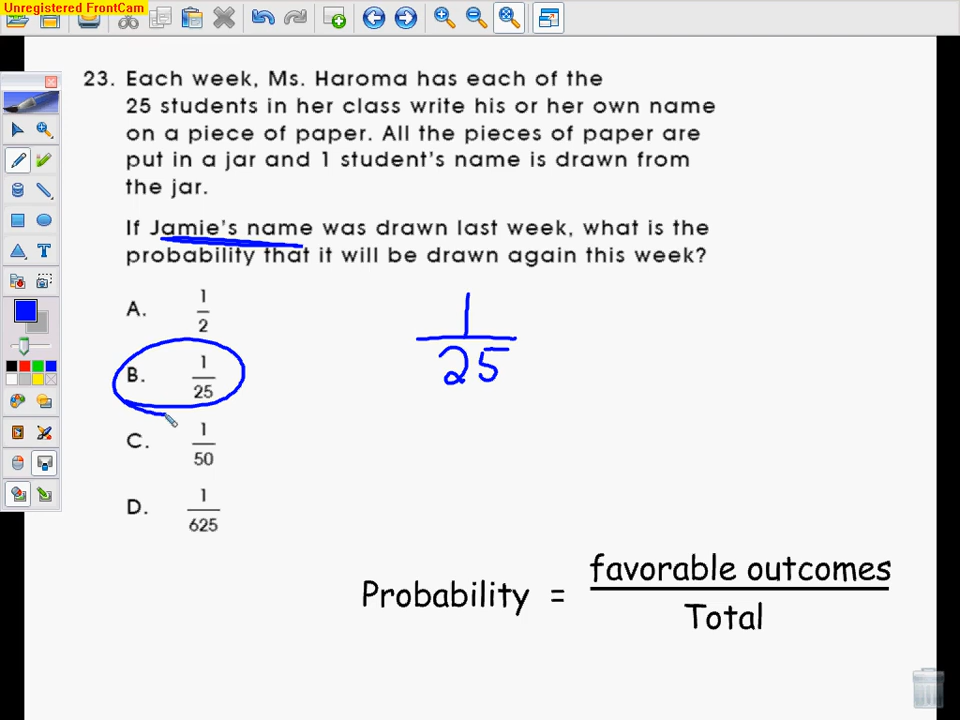 Unregistered FrontCam
23. Each week, Ms. Haroma has each of the
25 students in her class write his or her own name
on a piece of paper. All the pieces of paper are
put in a jar and 1 student's name is drawn from
the jar.
If Jamie's name was drawn last week, what is the
probability that it will be drawn again this week?
A. 1/2
B. 1/25
C. 1/50
D. 1/625
1
25
T
favorable outcomes
Probability =
Total